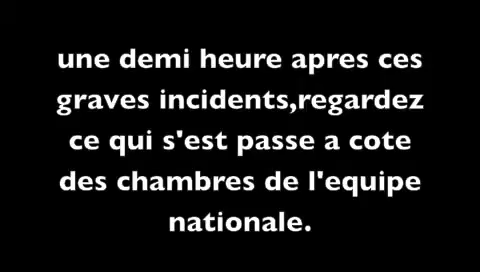 une demi heure apres ces
graves incidents,regardez
ce qui s'est passe a cote
des chambres de l'equipe
nationale.